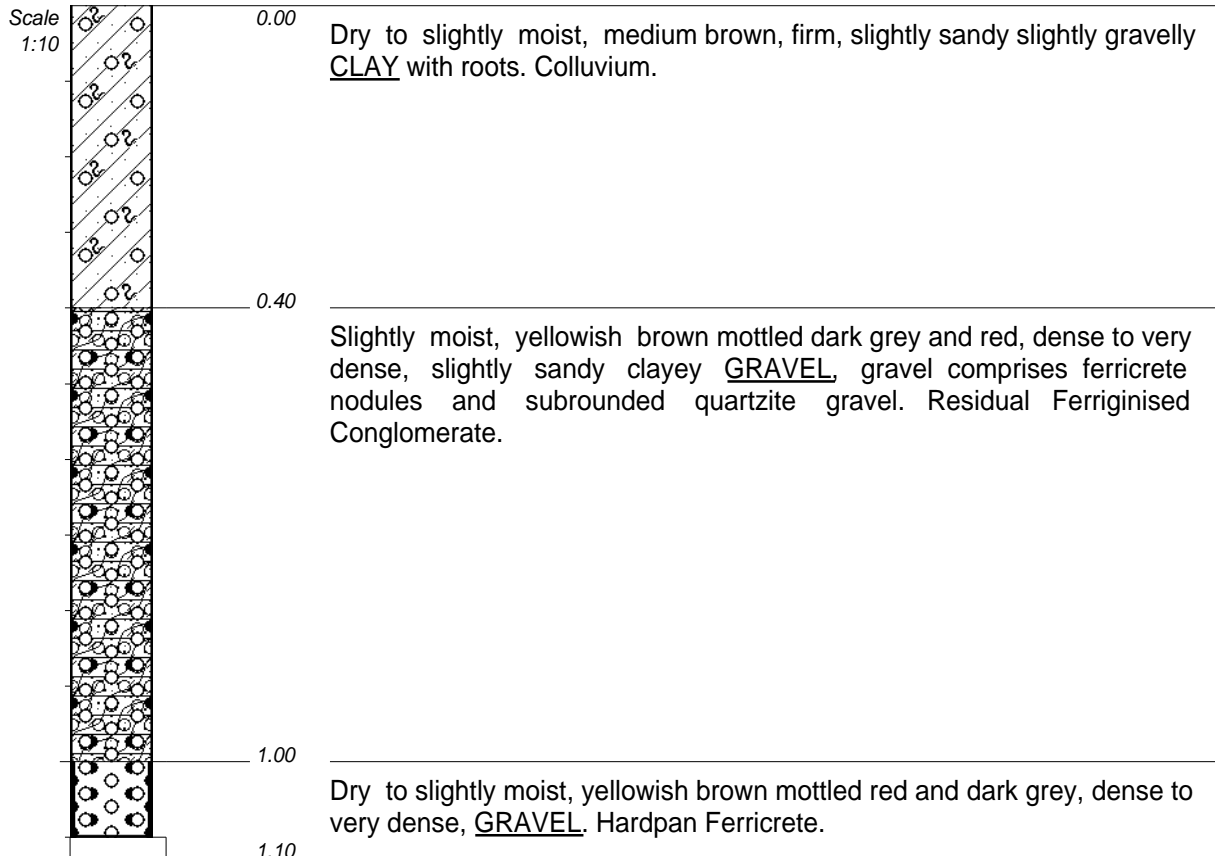 Scale
1:10
0.00
Dry to slightly moist, medium brown, firm, slightly sandy slightly gravelly
CLAY with roots. Colluvium.
0.40
Slightly moist, yellowish brown mottled dark grey and red, dense to very
dense, slightly sandy clayey GRAVEL, gravel comprises ferricrete
nodules and subrounded quartzite gravel. Residual Ferriginised
Conglomerate.
1.00
Dry to slightly moist, yellowish brown mottled red and dark grey, dense to
very dense, GRAVEL. Hardpan Ferricrete.
1.10